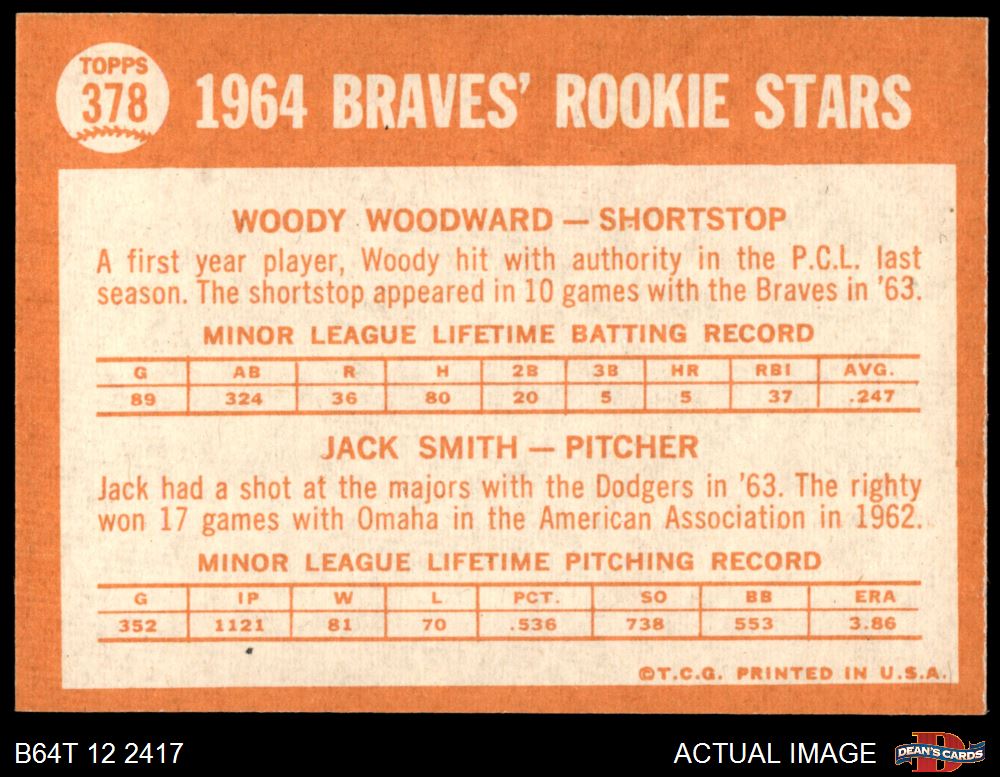 TOPPS
378
1964 BRAVES' ROOKIE STARS
WOODY WOODWARD — SHORTSTOP
A first year player, Woody hit with authority in the P.C.L. last
season. The shortstop appeared in 10 games with the Braves in '63.
MINOR LEAGUE LIFETIME BATTING RECORD
G AB R H 2B 3B HR RBI AVG.
89 324 36 80 20 5 5 37 .247
JACK SMITH — PITCHER
Jack had a shot at the majors with the Dodgers in '63. The righty
won 17 games with Omaha in the American Association in 1962.
MINOR LEAGUE LIFETIME PITCHING RECORD
G IP W L PCT. SO BB ERA
352 1121 81 70 .536 738 553 3.86
©T.C.G. PRINTED IN U.S.A.
B64T 12 2417
ACTUAL IMAGE
D
DEAN'S CARDS